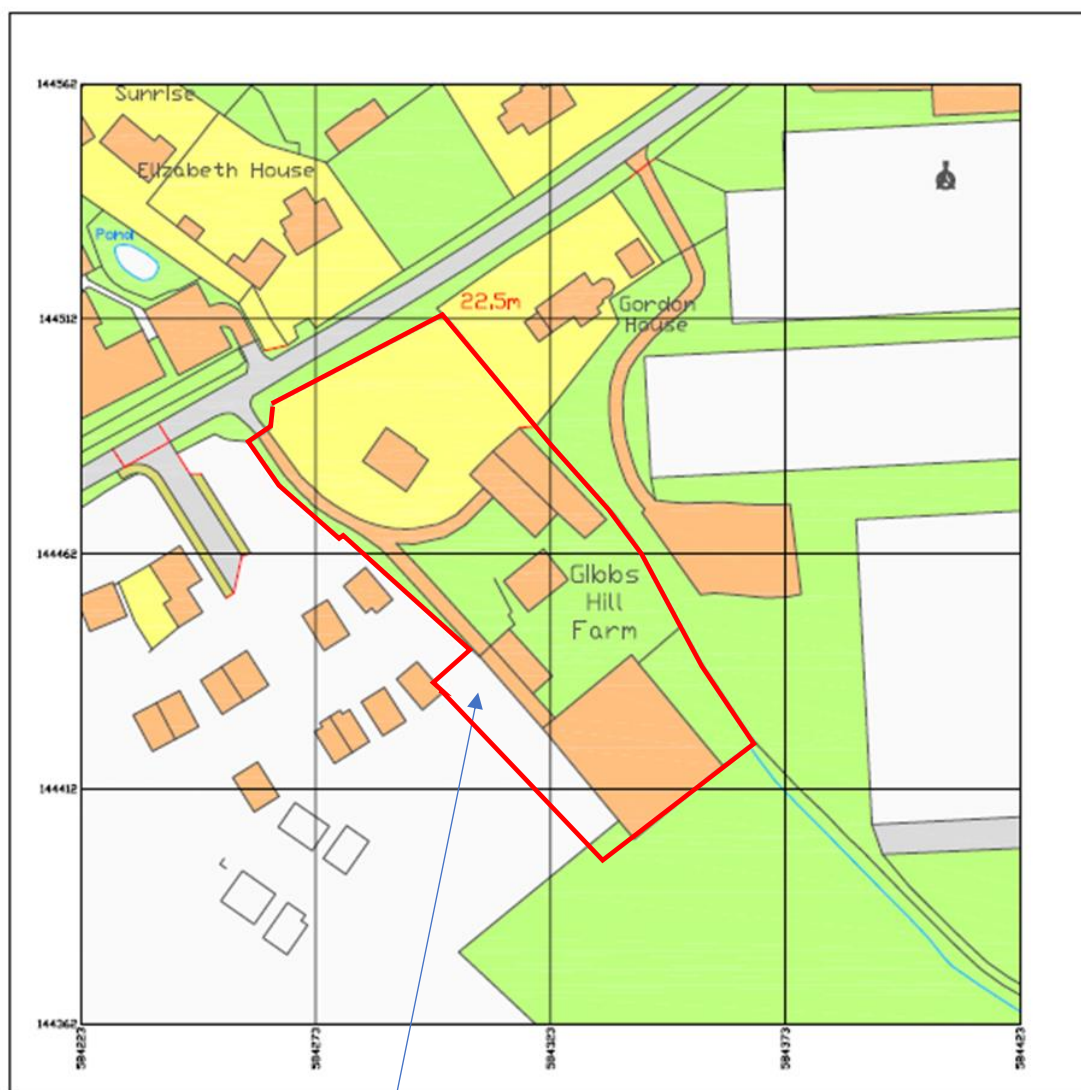 144562
Sunrise
Elizabeth House
Pond
22.5m
144512
Gordon
House
144462
Gibbs
Hill
Farm
144412
144362
584223
584273
584323
584373
584423